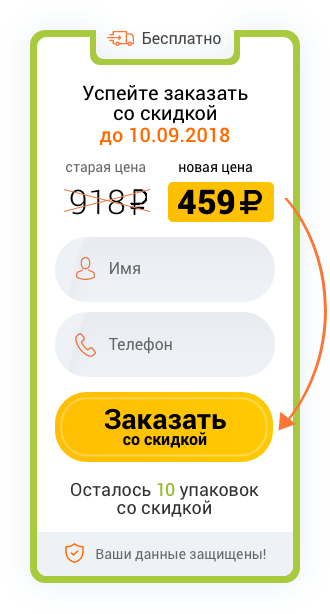 Бесплатно
Успейте заказать
со скидкой
до 10.09.2018
старая цена новая цена
918₽ 459₽
Имя
Телефон
Заказать
со скидкой
Осталось 10 упаковок
со скидкой
Ваши данные защищены!